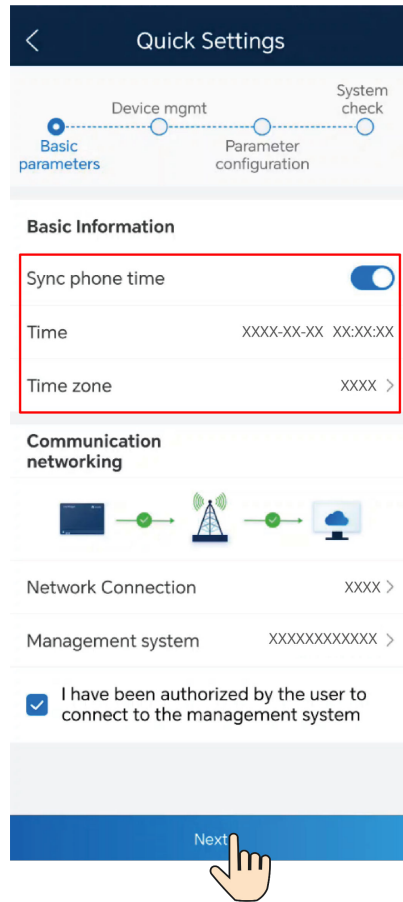 Quick Settings
System
Device mgmt check
Basic Parameter
parameters configuration
Basic Information
Sync phone time
Time XXXX-XX-XX XX:XX:XX
Time zone XXXX >
Communication
networking
Network Connection XXXX >
Management system XXXXXXXXXXXX >
I have been authorized by the user to
connect to the management system
Next